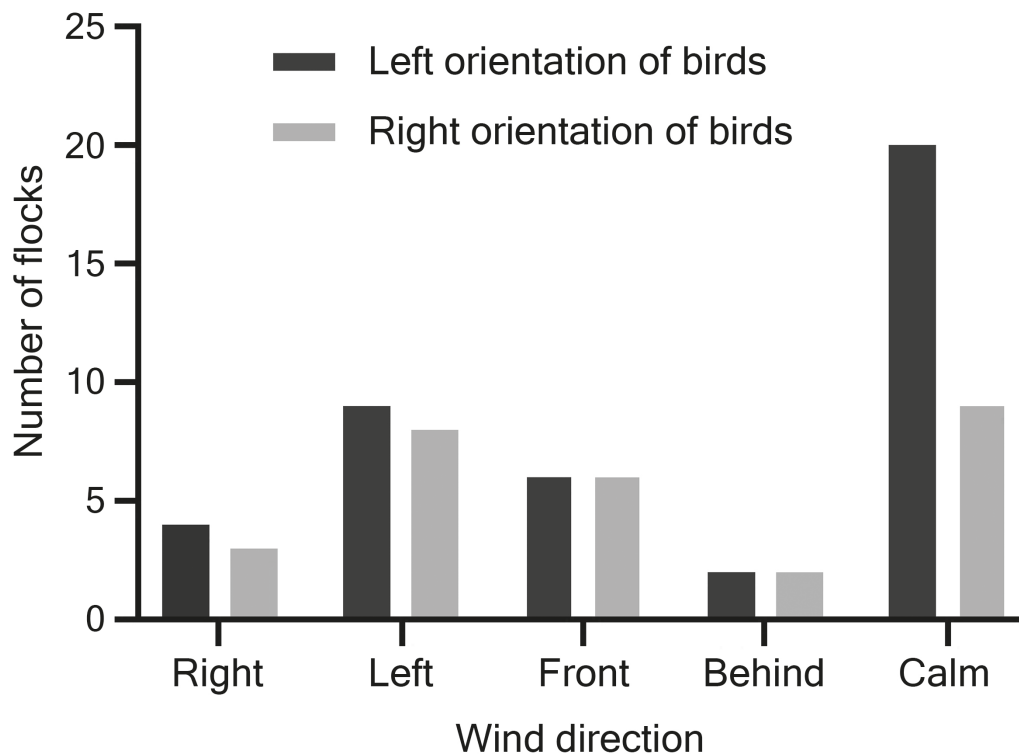 25
20
15
10
5
0
Number of flocks
Left orientation of birds
Right orientation of birds
Right Left Front Behind Calm
Wind direction